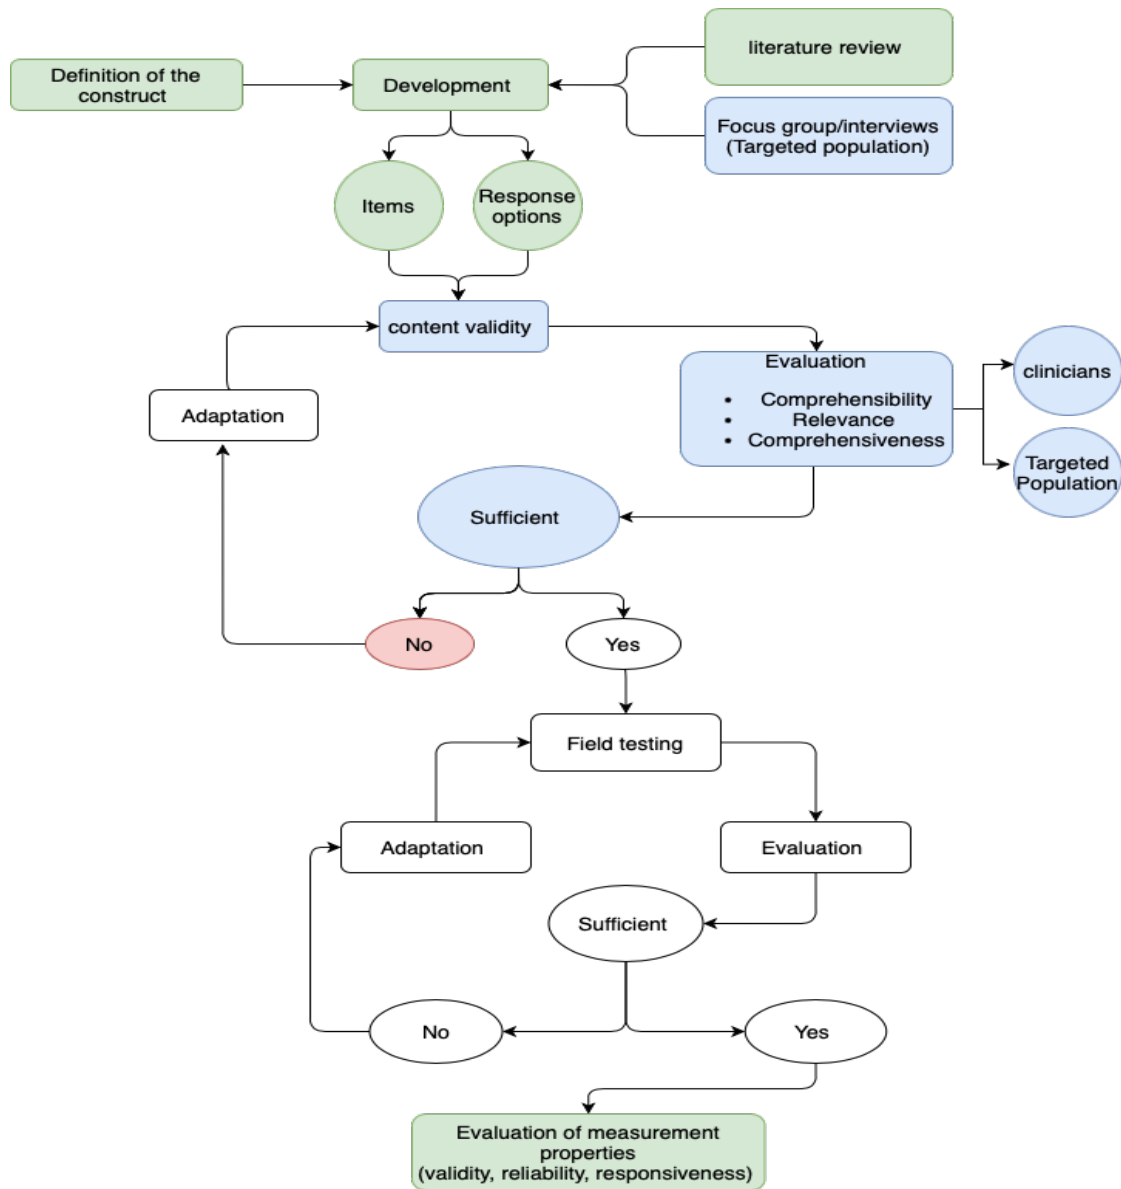 Definition of the
construct
Development
literature review
Focus group/interviews
(Targeted population)
Items
Response
options
content validity
Evaluation
• Comprehensibility
• Relevance
• Comprehensiveness
clinicians
Targeted
Population
Adaptation
Sufficient
No
Yes
Field testing
Adaptation
Evaluation
Sufficient
No
Yes
Evaluation of measurement
properties
(validity, reliability, responsiveness)